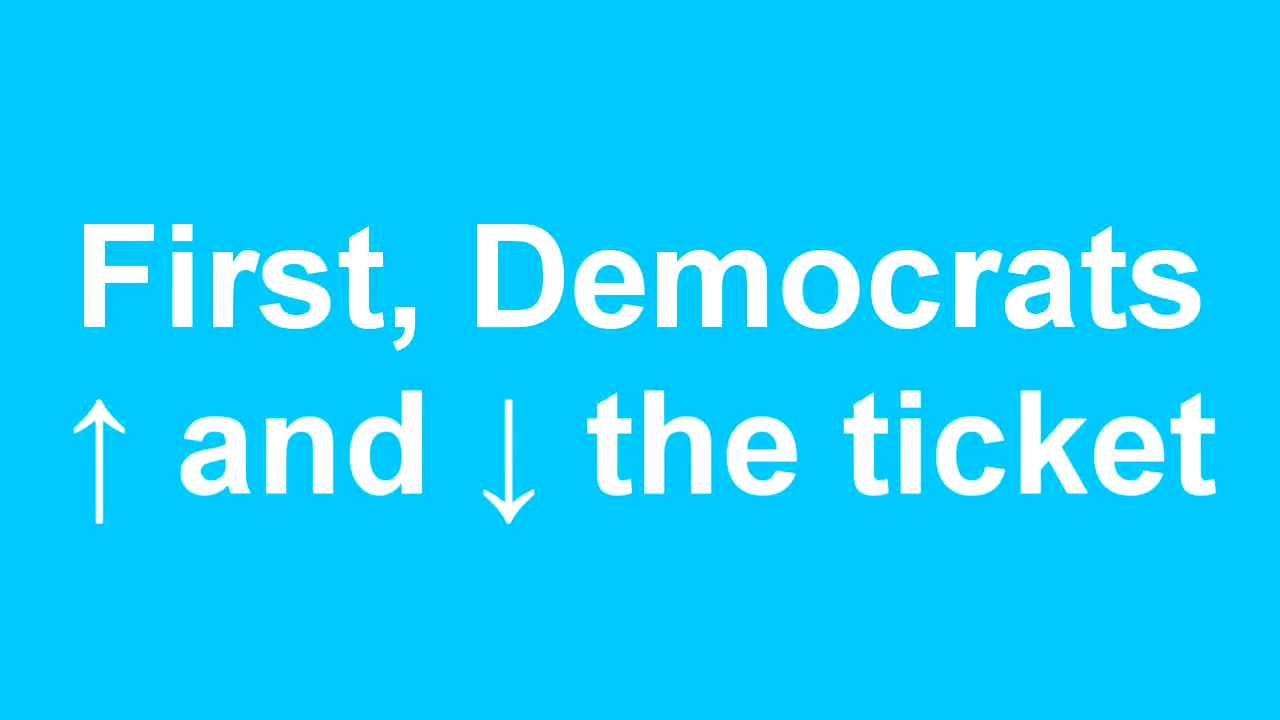 First, Democrats
↑ and ↓ the ticket